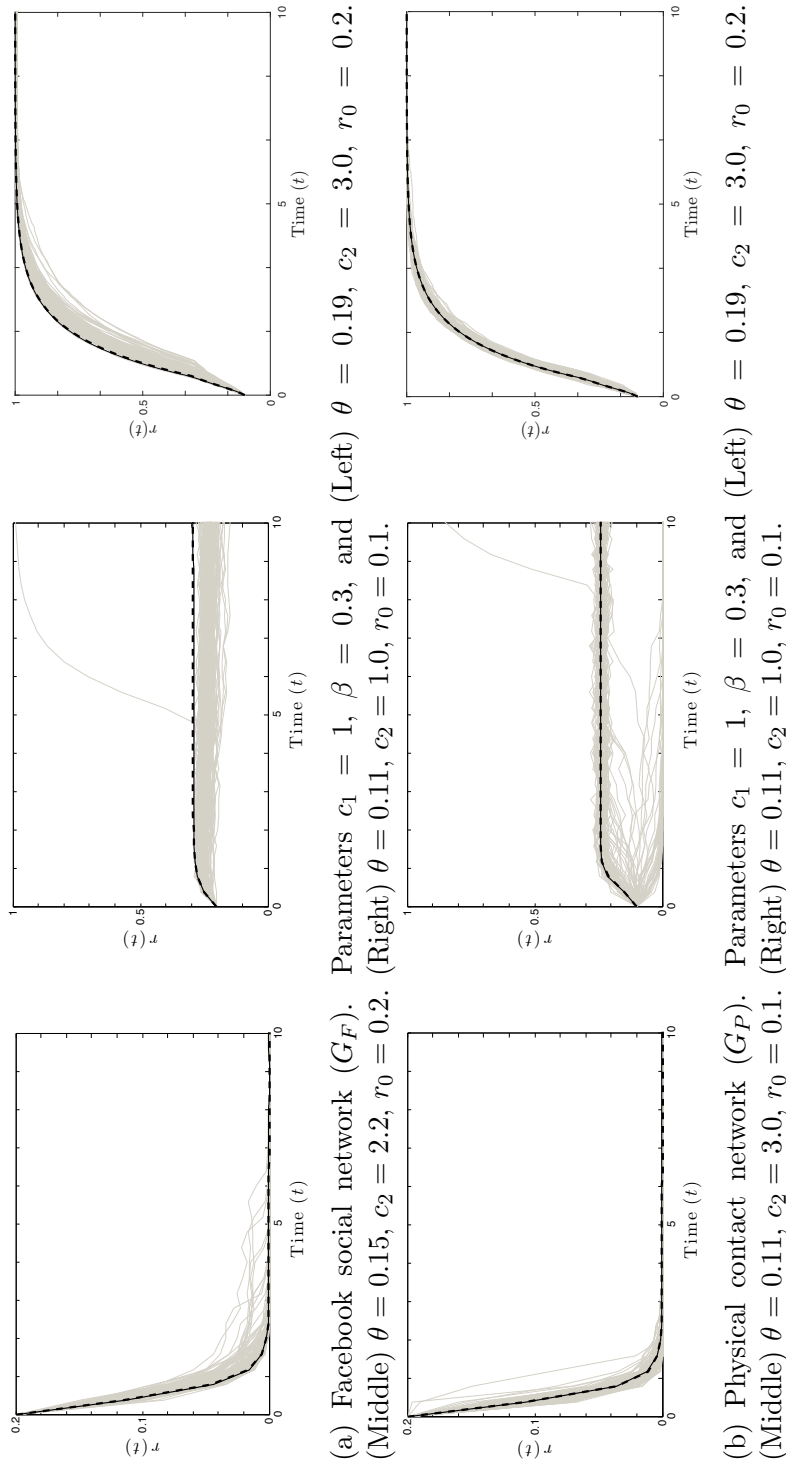 0.2
0.1
0
r(t)
0 5 10
Time (t)
1
0.5
0
r(t)
0 5 10
Time (t)
1
0.5
0
r(t)
0 5 10
Time (t)
(a) Facebook social network (G_F). Parameters c_1 = 1, β = 0.3, and (Left) θ = 0.19, c_2 = 3.0, r_0 = 0.2.
(Middle) θ = 0.15, c_2 = 2.2, r_0 = 0.2. (Right) θ = 0.11, c_2 = 1.0, r_0 = 0.1.
0.2
0.1
0
r(t)
0 5 10
Time (t)
1
0.5
0
r(t)
0 5 10
Time (t)
1
0.5
0
r(t)
0 5 10
Time (t)
(b) Physical contact network (G_P). Parameters c_1 = 1, β = 0.3, and (Left) θ = 0.19, c_2 = 3.0, r_0 = 0.2.
(Middle) θ = 0.11, c_2 = 3.0, r_0 = 0.1. (Right) θ = 0.11, c_2 = 1.0, r_0 = 0.1.